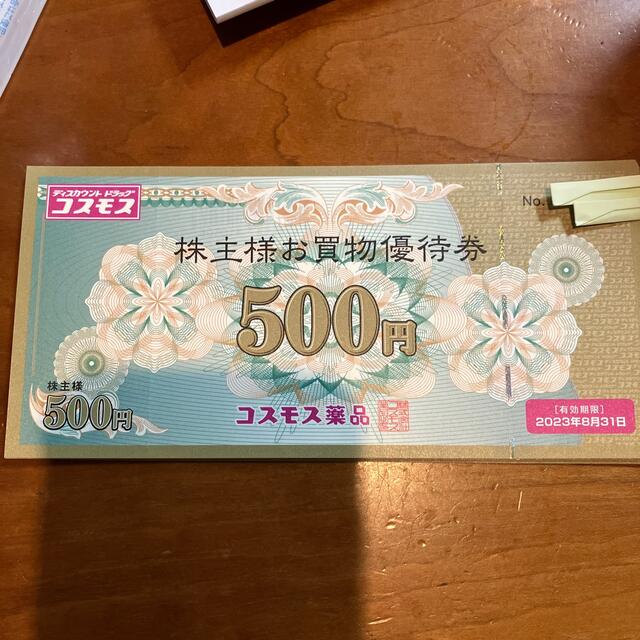 ディスカウント ドラッグ
コスモス
No.
株主様お買物優待券
500円
株主様
500円
コスモス薬品
[有効期限]
2023年8月31日